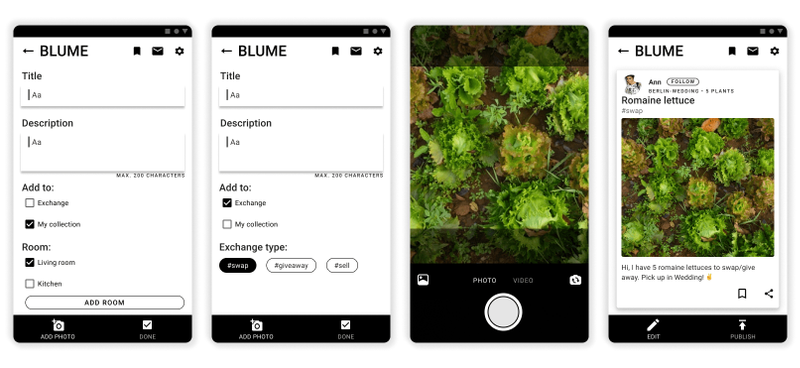 BLUME
Title
Aa
Description
Aa
MAX. 200 CHARACTERS
Add to:
Exchange
My collection
Room:
Living room
Kitchen
ADD ROOM
ADD PHOTO
DONE
BLUME
Title
Aa
Description
Aa
MAX. 200 CHARACTERS
Add to:
Exchange
My collection
Exchange type:
#swap #giveaway #sell
ADD PHOTO
DONE
PHOTO VIDEO
BLUME
Ann FOLLOW
BERLIN-WEDDING • 5 PLANTS
Romaine lettuce
#swap
Hi, I have 5 romaine lettuces to swap/give
away. Pick up in Wedding! ✌
EDIT
PUBLISH